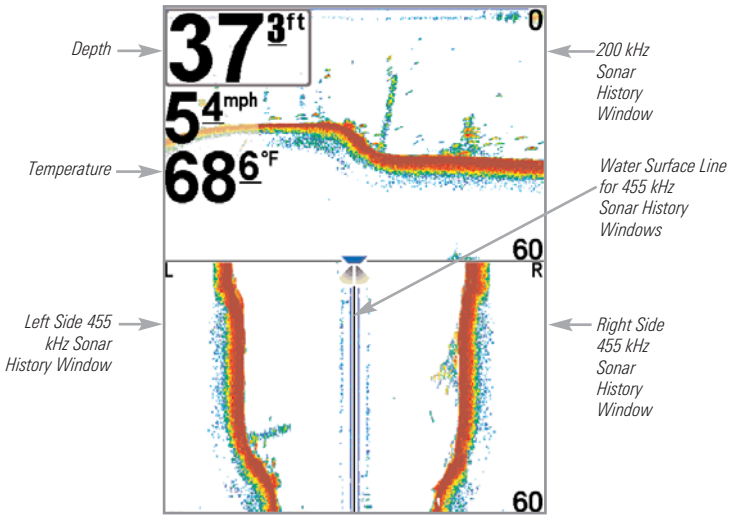 Depth
37 3 ft
0
200 kHz
Sonar
History
Window
5 4 mph
Temperature
68 6 °F
Water Surface Line
for 455 kHz
Sonar History
Windows
60
L
R
Left Side 455
kHz Sonar
History Window
Right Side
455 kHz
Sonar
History
Window
60